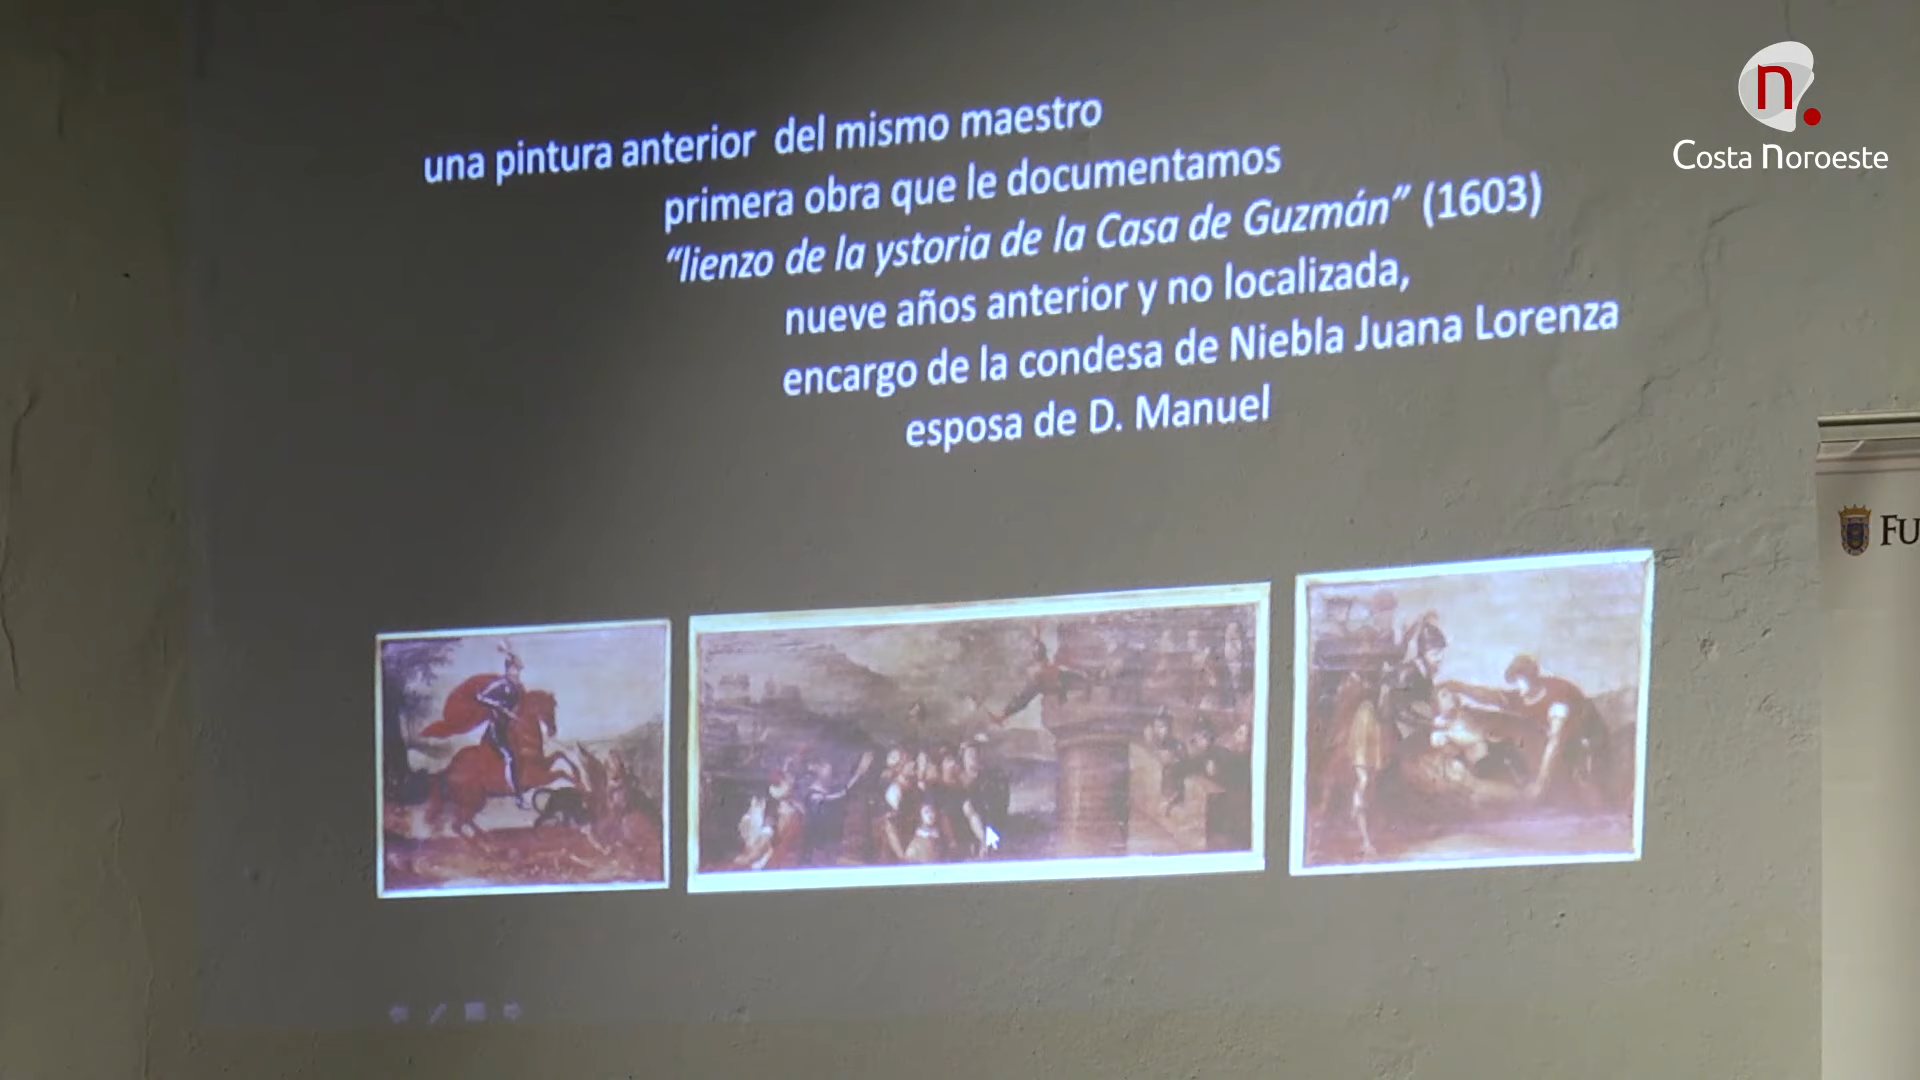 una pintura anterior del mismo maestro
primera obra que le documentamos
“lienzo de la ystoria de la Casa de Guzmán” (1603)
nueve años anterior y no localizada,
encargo de la condesa de Niebla Juana Lorenza
esposa de D. Manuel
n.
Costa Noroeste
FU